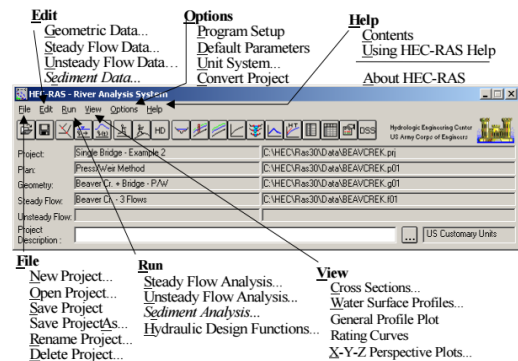 Edit
Geometric Data...
Steady Flow Data...
Unsteady Flow Data...
Sediment Data...
Options
Program Setup
Default Parameters
Unit System...
Convert Project
Help
Contents
Using HEC-RAS Help
About HEC-RAS
HEC-RAS - River Analysis System
File Edit Run View Options Help
HD
HT
DSS
Hydrologic Engineering Center
US Army Corps of Engineers
Project: Single Bridge - Example 2 C:\HEC\Ras30\Data\BEAVCREK.prj
Plan: Press/Weir Method C:\HEC\Ras30\Data\BEAVCREK.p01
Geometry: Beaver Cr. + Bridge - P/W C:\HEC\Ras30\Data\BEAVCREK.g01
Steady Flow: Beaver Cr. - 3 Flows C:\HEC\Ras30\Data\BEAVCREK.f01
Unsteady Flow:
Project
Description : ... US Customary Units
File
New Project...
Open Project...
Save Project
Save ProjectAs...
Rename Project...
Delete Project...
Run
Steady Flow Analysis...
Unsteady Flow Analysis...
Sediment Analysis...
Hydraulic Design Functions...
View
Cross Sections...
Water Surface Profiles...
General Profile Plot
Rating Curves
X-Y-Z Perspective Plots...